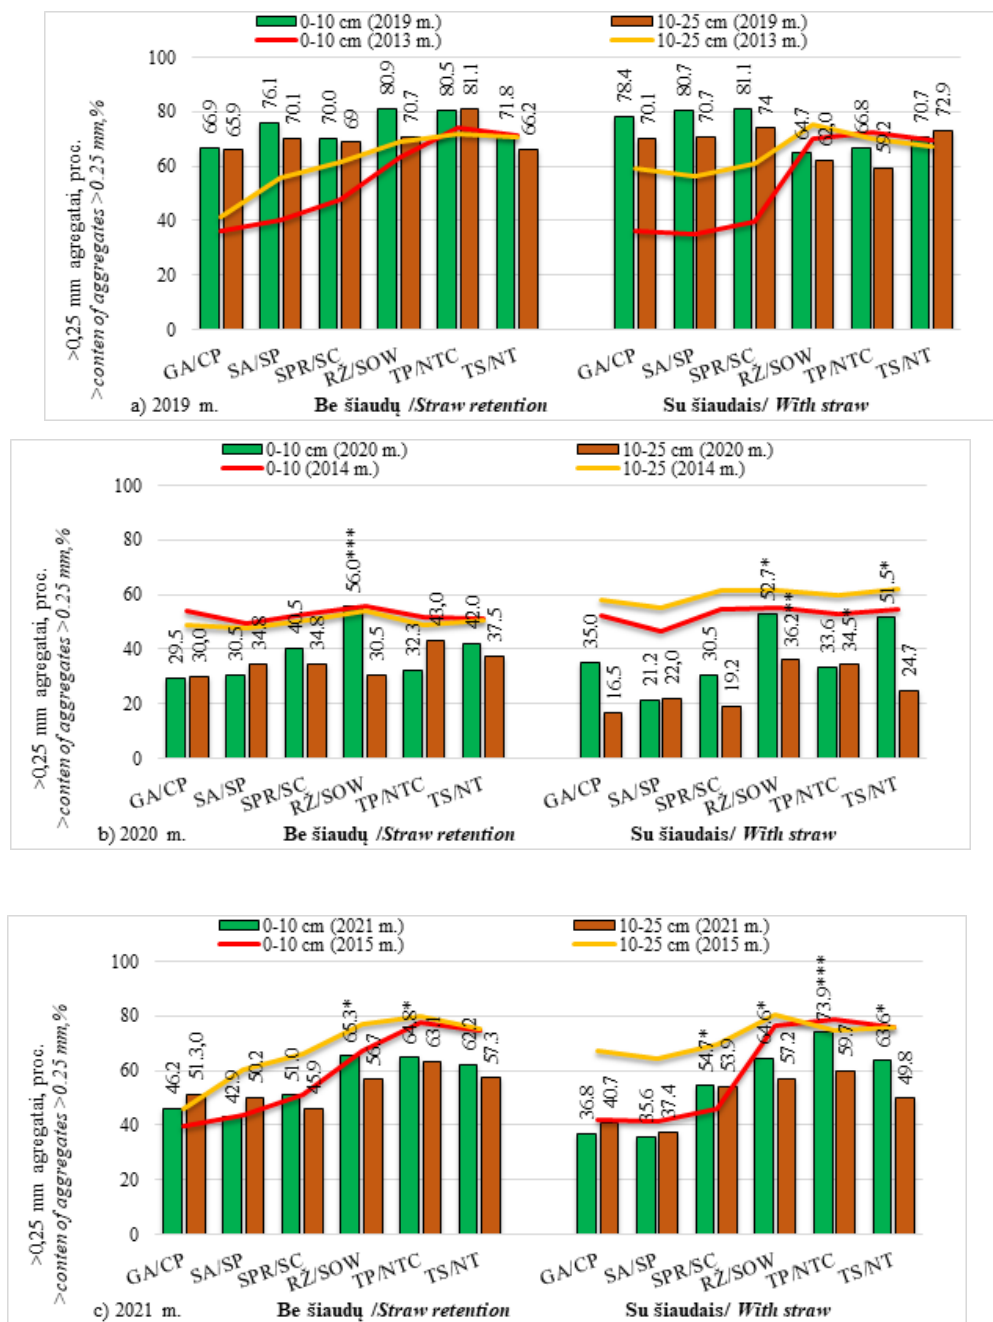 0-10 cm (2019 m.) 10-25 cm (2019 m.)
0-10 cm (2013 m.) 10-25 cm (2013 m.)
>0,25 mm agregatai, proc.
>conten of aggregates >0.25 mm,%
100
80
60
40
20
0
66.9 65.9 76.1 70.1 70.0 69 80.9 70.7 80.5 81.1 71.8 66.2
78.4 70.1 80.7 70.7 81.1 74 64.7 62,0 66.8 59.2 70.7 72.9
GA/CP SA/SP SPR/SC RŽ/SOW TP/NTC TS/NT GA/CP SA/SP SPR/SC RŽ/SOW TP/NTC TS/NT
a) 2019 m. Be šiaudų /Straw retention Su šiaudais/ With straw
0-10 cm (2020 m.) 10-25 cm (2020 m.)
0-10 (2014 m.) 10-25 (2014 m.)
>0,25 mm agregatai, proc.
>conten of aggregates >0.25 mm,%
100
80
60
40
20
0
29.5 30,0 30.5 34.8 40.5 34.8 56.0*** 30.5 32.3 43,0 42.0 37.5
35.0 16.5 21.2 22,0 30.5 19.2 52.7* 36.2** 33.6 34.5* 51.5* 24.7
GA/CP SA/SP SPR/SC RŽ/SOW TP/NTC TS/NT GA/CP SA/SP SPR/SC RŽ/SOW TP/NTC TS/NT
b) 2020 m. Be šiaudų /Straw retention Su šiaudais/ With straw
0-10 cm (2021 m.) 10-25 cm (2021 m.)
0-10 cm (2015 m.) 10-25 cm (2015 m.)
>0,25 mm agregatai, proc.
>conten of aggregates >0.25 mm,%
100
80
60
40
20
0
46.2 51.3,0 42.9 50.2 51.0 45.9 65.3* 56.7 64.8* 63.1 62.2 57.3
36.8 40.7 35.6 37.4 54.7* 53.9 64.6* 57.2 73.9*** 59.7 63.6* 49.8
GA/CP SA/SP SPR/SC RŽ/SOW TP/NTC TS/NT GA/CP SA/SP SPR/SC RŽ/SOW TP/NTC TS/NT
c) 2021 m. Be šiaudų /Straw retention Su šiaudais/ With straw